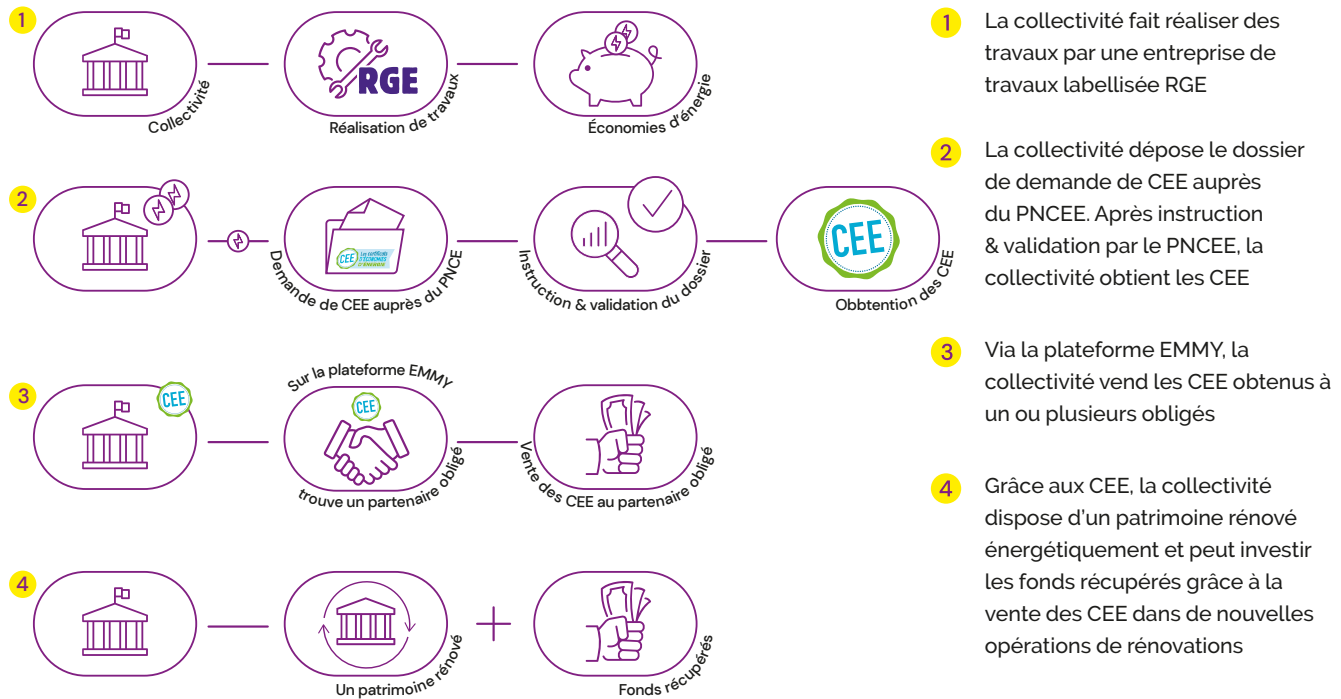 1
Collectivité
RGE
Réalisation de travaux
Économies d'énergie
1
La collectivité fait réaliser des
travaux par une entreprise de
travaux labellisée RGE
2
Demande de CEE auprès du PNCE
CEE Les certificats
D'ÉCONOMIES
D'ÉNERGIE
Instruction & validation du dossier
CEE
Obbtention des CEE
2
La collectivité dépose le dossier
de demande de CEE auprès
du PNCEE. Après instruction
& validation par le PNCEE, la
collectivité obtient les CEE
3
CEE
Sur la plateforme EMMY
CEE
trouve un partenaire obligé
Vente des CEE au partenaire obligé
3
Via la plateforme EMMY, la
collectivité vend les CEE obtenus à
un ou plusieurs obligés
4
Un patrimoine rénové
Fonds récupérés
4
Grâce aux CEE, la collectivité
dispose d'un patrimoine rénové
énergétiquement et peut investir
les fonds récupérés grâce à la
vente des CEE dans de nouvelles
opérations de rénovations